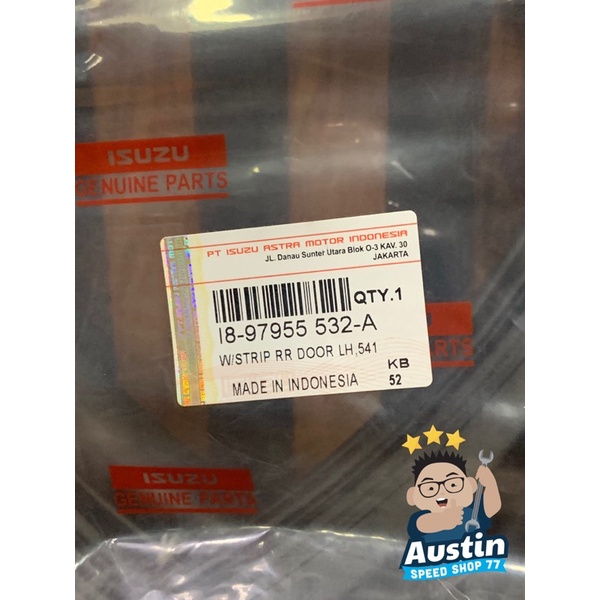 ISUZU
GENUINE PARTS
PT ISUZU ASTRA MOTOR INDONESIA
JL. Danau Sunter Utara Blok O-3 KAV. 30
JAKARTA
QTY.1
I8-97955 532-A
W/STRIP RR DOOR LH,541
KB
MADE IN INDONESIA
52
PARTS
ISUZU
GENUINE PARTS
Austin
SPEED SHOP 77